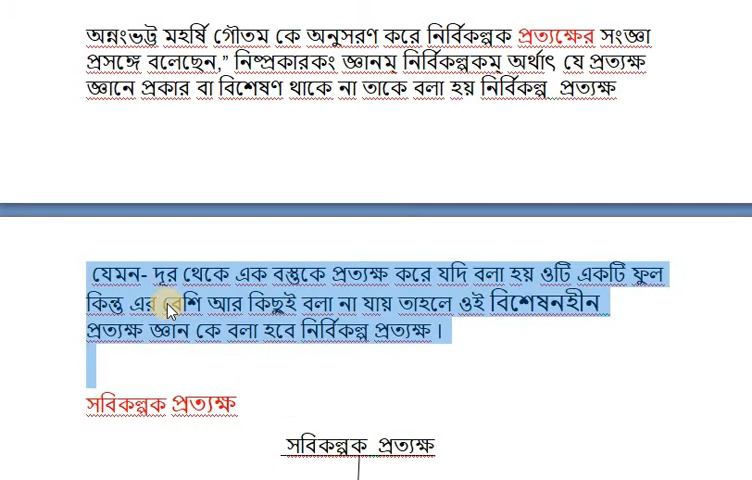 অন্নংভট্ট মহর্ষি গৌতম কে অনুসরণ করে নির্বিকল্পক প্রত্যক্ষের সংজ্ঞা
প্রসঙ্গে বলেছেন,” নিষ্প্রকারকং জ্ঞানম্ নির্বিকল্পকম্ অর্থাৎ যে প্রত্যক্ষ
জ্ঞানে প্রকার বা বিশেষণ থাকে না তাকে বলা হয় নির্বিকল্প প্রত্যক্ষ
যেমন- দূর থেকে এক বস্তুকে প্রত্যক্ষ করে যদি বলা হয় ওটি একটি ফুল
কিন্তু এর বেশি আর কিছুই বলা না যায় তাহলে ওই বিশেষনহীন
প্রত্যক্ষ জ্ঞান কে বলা হবে নির্বিকল্প প্রত্যক্ষ ।
সবিকল্পক প্রত্যক্ষ
সবিকল্পক প্রত্যক্ষ